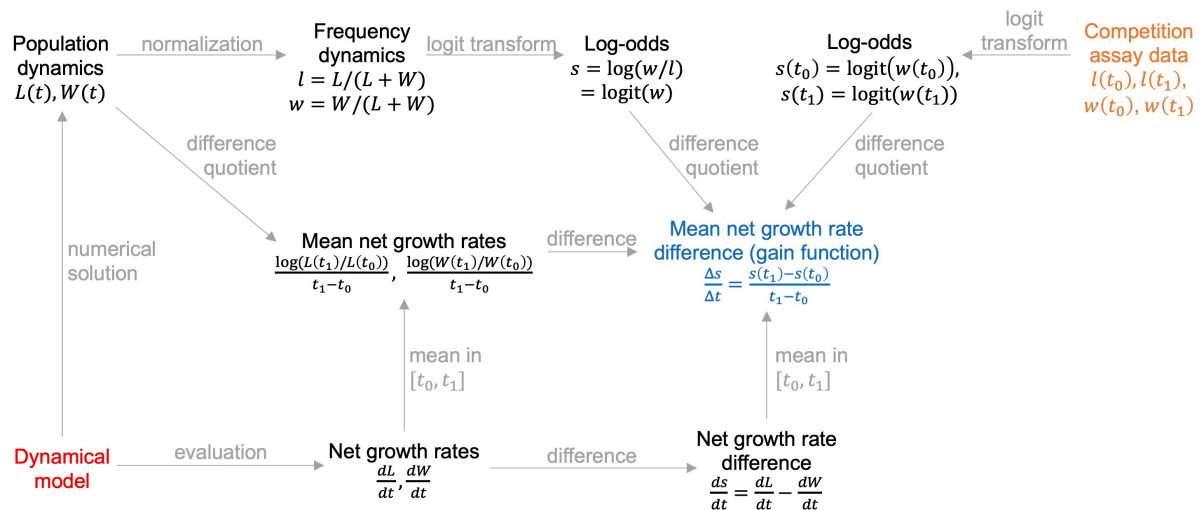 Population
dynamics
L(t), W(t)
normalization
Frequency
dynamics
l = L/(L + W)
w = W/(L + W)
logit transform
Log-odds
s = log(w/l)
= logit(w)
Log-odds
s(t₀) = logit(w(t₀)),
s(t₁) = logit(w(t₁))
logit
transform
Competition
assay data
l(t₀), l(t₁),
w(t₀), w(t₁)
difference
quotient
difference
quotient
difference
quotient
numerical
solution
Mean net growth rates
log(L(t₁)/L(t₀))/(t₁−t₀), log(W(t₁)/W(t₀))/(t₁−t₀)
difference
Mean net growth rate
difference (gain function)
Δs/Δt = (s(t₁)−s(t₀))/(t₁−t₀)
mean in
[t₀, t₁]
mean in
[t₀, t₁]
Dynamical
model
evaluation
Net growth rates
dL/dt, dW/dt
difference
Net growth rate
difference
ds/dt = dL/dt − dW/dt